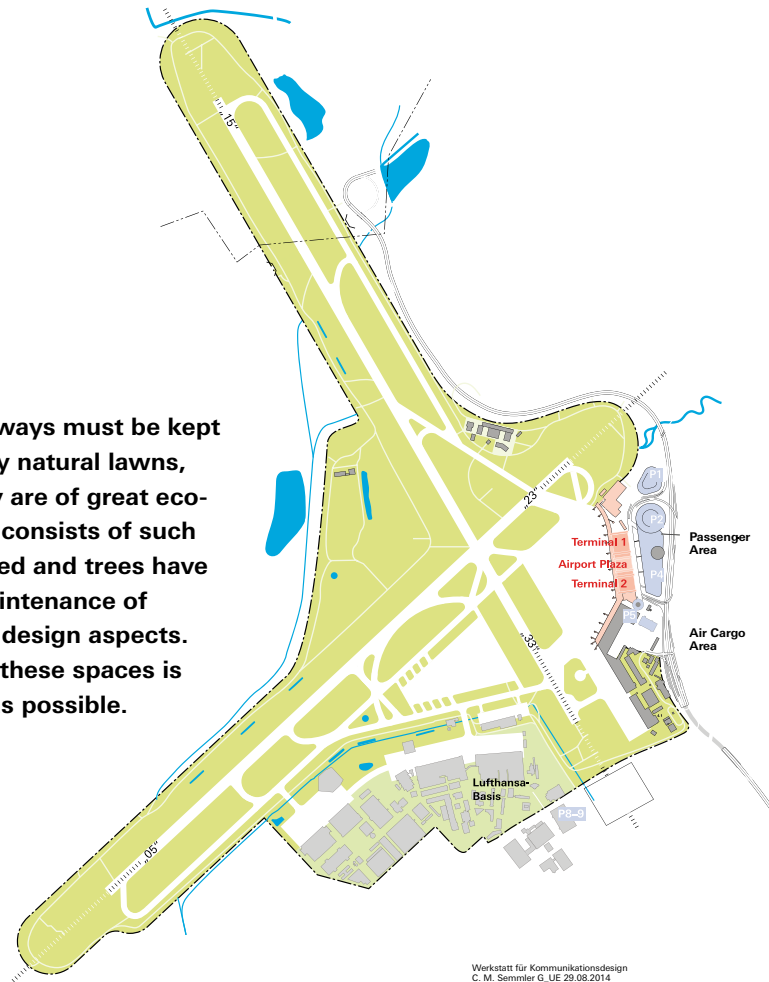 „15“
ways must be kept
y natural lawns,
y are of great eco-
consists of such
ed and trees have
intenance of
design aspects.
these spaces is
s possible.
P1
„23“
P2
Terminal 1
Passenger
Area
Airport Plaza
P4
Terminal 2
P5
„33“
Air Cargo
Area
Lufthansa-
Basis
P8–9
„05“
Werkstatt für Kommunikationsdesign
C. M. Semmler G_UE 29.08.2014